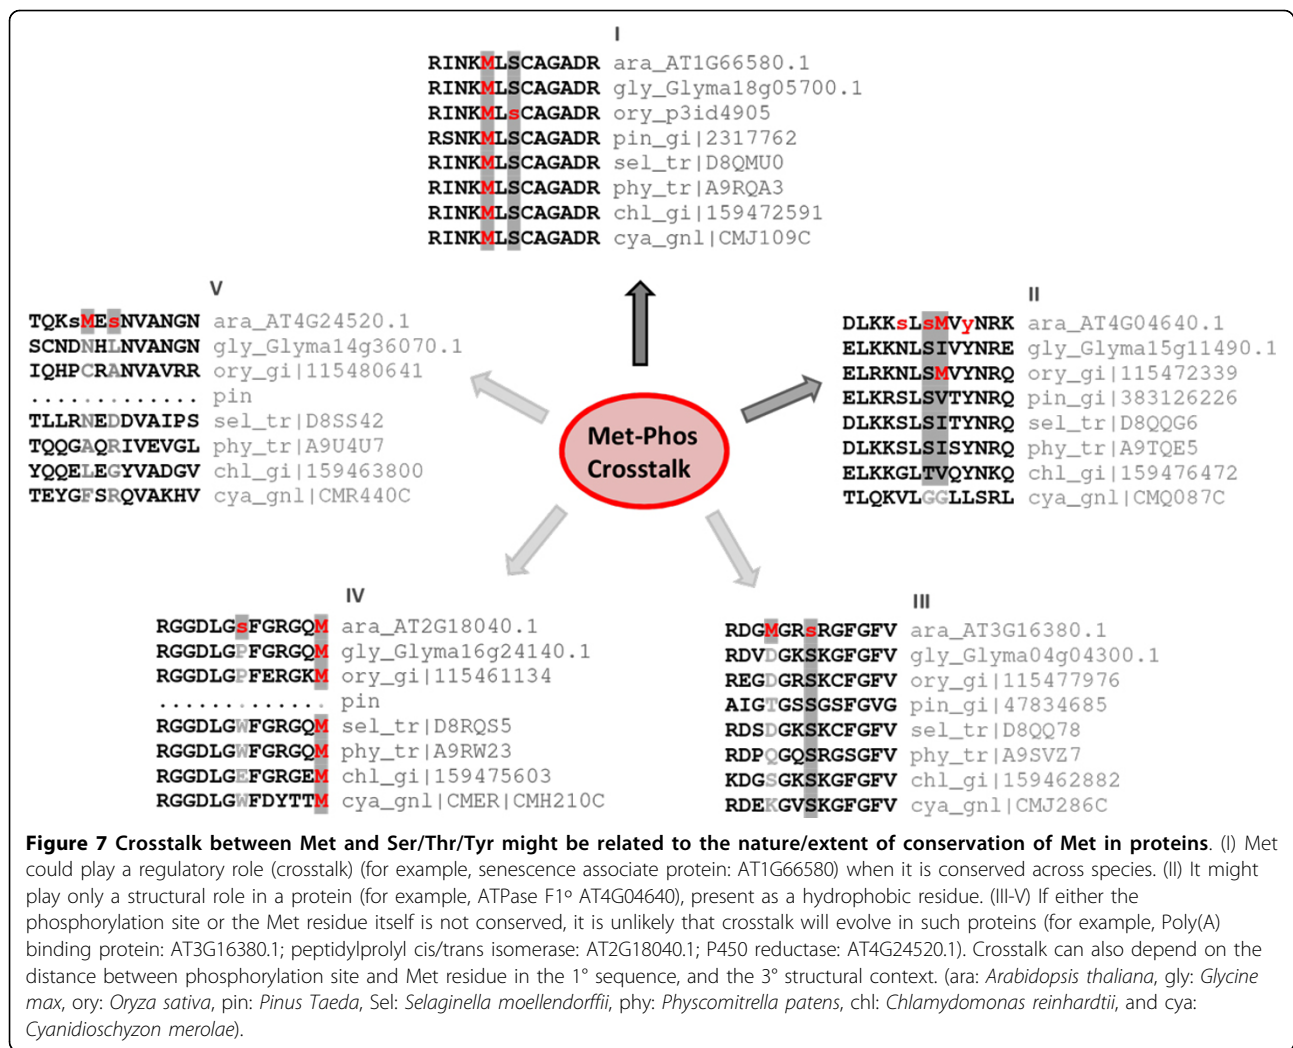 I
RINKMLSCAGADR ara_AT1G66580.1
RINKMLSCAGADR gly_Glyma18g05700.1
RINKMLsCAGADR ory_p3id4905
RSNKMLSCAGADR pin_gi|2317762
RINKMLSCAGADR sel_tr|D8QMU0
RINKMLSCAGADR phy_tr|A9RQA3
RINKMLSCAGADR chl_gi|159472591
RINKMLSCAGADR cya_gnl|CMJ109C
V
TQKsMEsNVANGN ara_AT4G24520.1
SCNDNHLNVANGN gly_Glyma14g36070.1
IQHPCRANVAVRR ory_gi|115480641
............. pin
TLLRNEDDVAIPS sel_tr|D8SS42
TQQGAQRIVEVGL phy_tr|A9U4U7
YQQELEGYVADGV chl_gi|159463800
TEYGFSRQVAKHV cya_gnl|CMR440C
II
DLKKsLsMVyNRK ara_AT4G04640.1
ELKKNLSIVYNRE gly_Glyma15g11490.1
ELRKNLSMVYNRQ ory_gi|115472339
ELKRSLSVTYNRQ pin_gi|383126226
DLKKSLSITYNRQ sel_tr|D8QQG6
DLKKSLSISYNRQ phy_tr|A9TQE5
ELKKGLTVQYNKQ chl_gi|159476472
TLQKVLGGLLSRL cya_gnl|CMQ087C
Met-Phos
Crosstalk
IV
RGGDLGsFGRGQM ara_AT2G18040.1
RGGDLGPFGRGQM gly_Glyma16g24140.1
RGGDLGPFERGKM ory_gi|115461134
............. pin
RGGDLGWFGRGQM sel_tr|D8RQS5
RGGDLGWFGRGQM phy_tr|A9RW23
RGGDLGEFGRGEM chl_gi|159475603
RGGDLGWFDYTTM cya_gnl|CMER|CMH210C
III
RDGMGRsRGFGFV ara_AT3G16380.1
RDVDGKSKGFGFV gly_Glyma04g04300.1
REGDGRSKCFGFV ory_gi|115477976
AIGTGSSGSFGVG pin_gi|47834685
RDSDGKSKCFGFV sel_tr|D8QQ78
RDPQGQSRGSGFV phy_tr|A9SVZ7
KDGSGKSKGFGFV chl_gi|159462882
RDEKGVSKGFGFV cya_gnl|CMJ286C
Figure 7 Crosstalk between Met and Ser/Thr/Tyr might be related to the nature/extent of conservation of Met in proteins. (I) Met
could play a regulatory role (crosstalk) (for example, senescence associate protein: AT1G66580) when it is conserved across species. (II) It might
play only a structural role in a protein (for example, ATPase F1º AT4G04640), present as a hydrophobic residue. (III-V) If either the
phosphorylation site or the Met residue itself is not conserved, it is unlikely that crosstalk will evolve in such proteins (for example, Poly(A)
binding protein: AT3G16380.1; peptidylprolyl cis/trans isomerase: AT2G18040.1; P450 reductase: AT4G24520.1). Crosstalk can also depend on the
distance between phosphorylation site and Met residue in the 1° sequence, and the 3° structural context. (ara: Arabidopsis thaliana, gly: Glycine
max, ory: Oryza sativa, pin: Pinus Taeda, Sel: Selaginella moellendorffii, phy: Physcomitrella patens, chl: Chlamydomonas reinhardtii, and cya:
Cyanidioschyzon merolae).